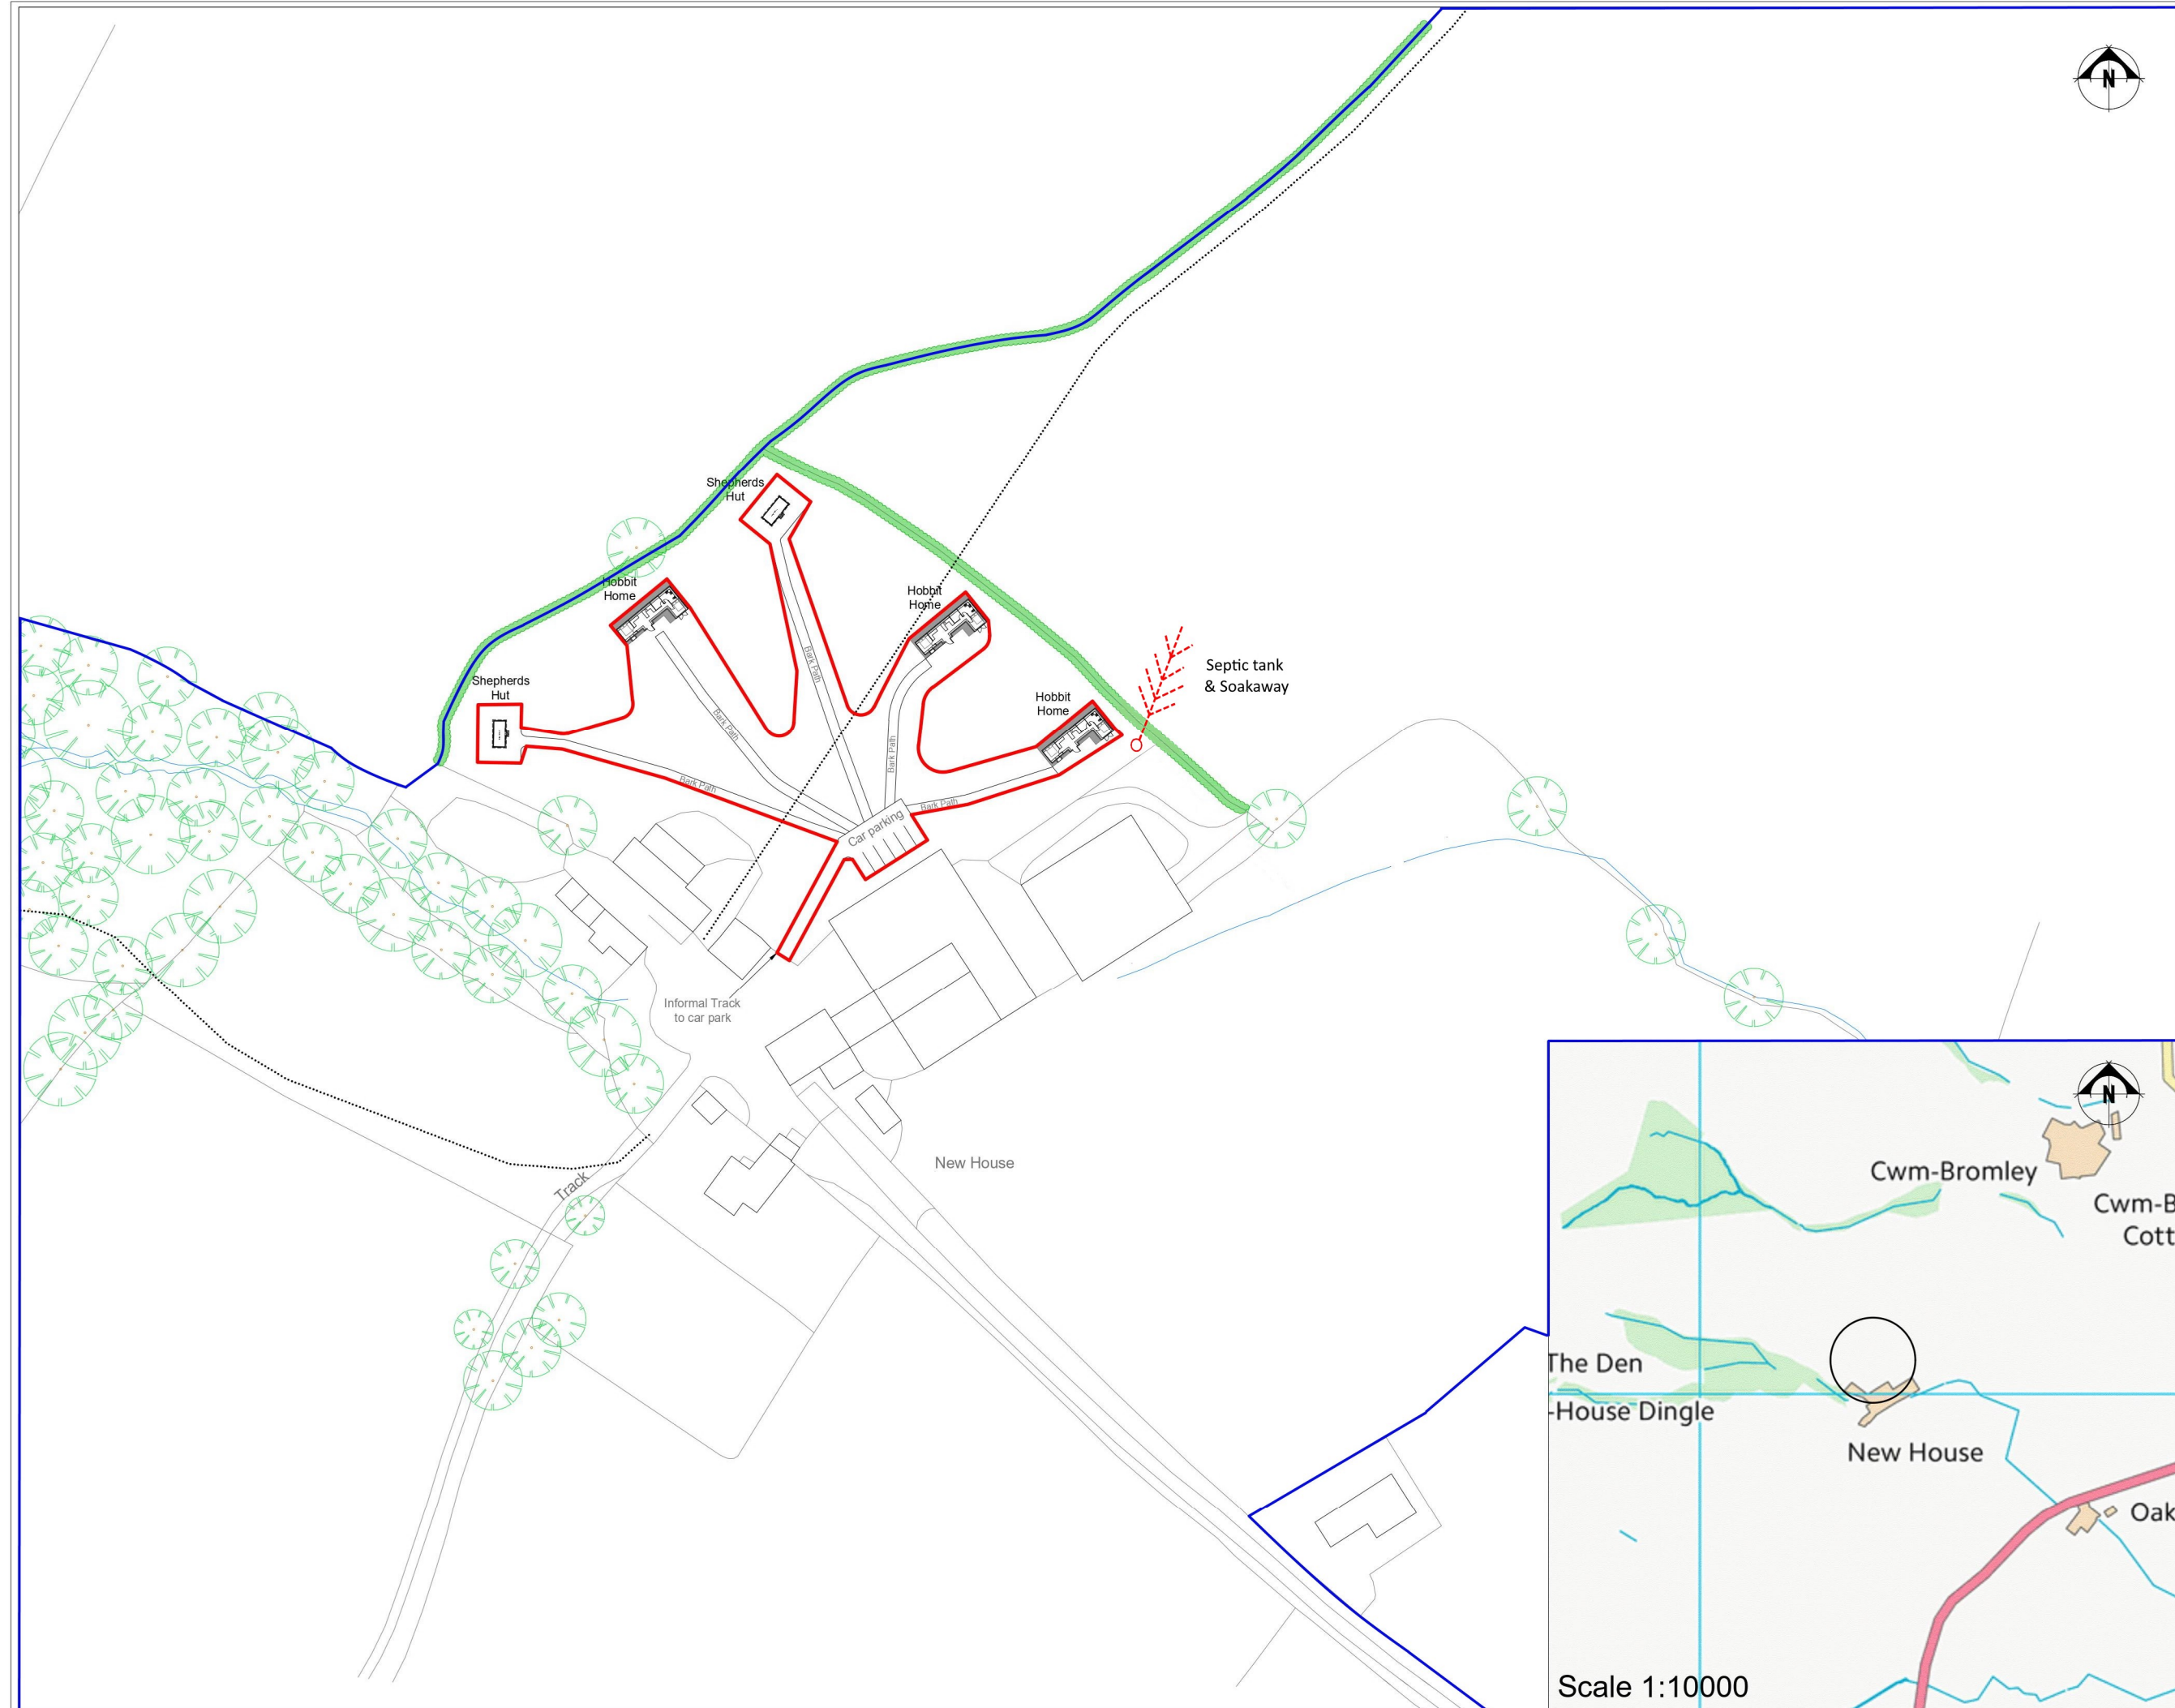 N
Shepherds
Hut
Hobbit
Home
Hobbit
Home
Shepherds
Hut
Hobbit
Home
Septic tank
& Soakaway
Bark Path
Bark Path
Bark Path
Bark Path
Bark Path
Car parking
Informal Track
to car park
Track
New House
N
Cwm-Bromley
Cwm-B
Cott
The Den
-House Dingle
New House
Oak
Scale 1:10000